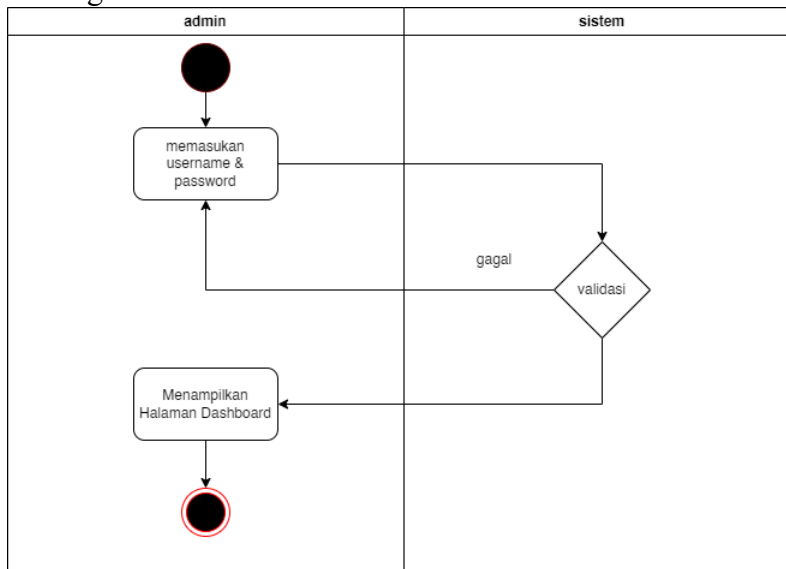 admin
sistem
memasukan
username &
password
gagal
validasi
Menampilkan
Halaman Dashboard